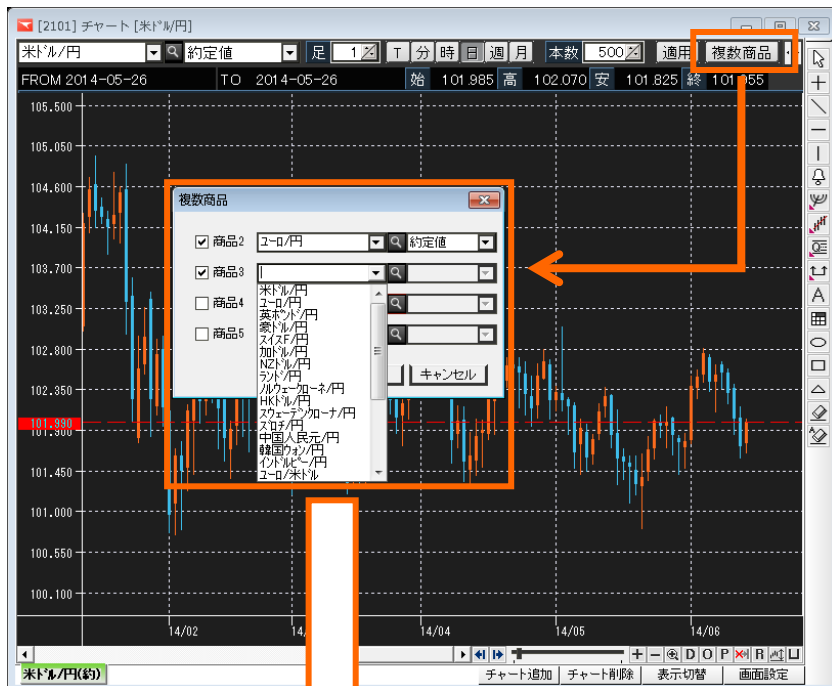 [2101] チャート [米ﾄﾞﾙ/円]
米ﾄﾞﾙ/円 約定値 足 1 T 分 時 日 週 月 本数 500 適用 複数商品
FROM 2014-05-26 TO 2014-05-26 始 101.985 高 102.070 安 101.825 終 101.955
105.500
105.050
104.600
104.150
103.700
103.250
102.800
102.350
101.990
101.900
101.450
101.000
100.550
100.100
複数商品
商品2 ﾕｰﾛ/円 約定値
商品3
商品4
商品5
キャンセル
米ﾄﾞﾙ/円
ﾕｰﾛ/円
英ﾎﾟﾝﾄﾞ/円
豪ﾄﾞﾙ/円
ｽｲｽF/円
加ﾄﾞﾙ/円
NZﾄﾞﾙ/円
ﾗﾝﾄﾞ/円
ﾉﾙｳｪｰｸﾛｰﾈ/円
HKﾄﾞﾙ/円
ｽｳｪｰﾃﾞﾝｸﾛｰﾅ/円
ｽﾞﾛﾁ/円
中国人民元/円
韓国ｳｫﾝ/円
ｲﾝﾄﾞﾙﾋﾟｰ/円
ﾕｰﾛ/米ﾄﾞﾙ
14/02 14/ 14/04 14/05 14/06
D O P R
米ﾄﾞﾙ/円(約) チャート追加 チャート削除 表示切替 画面設定